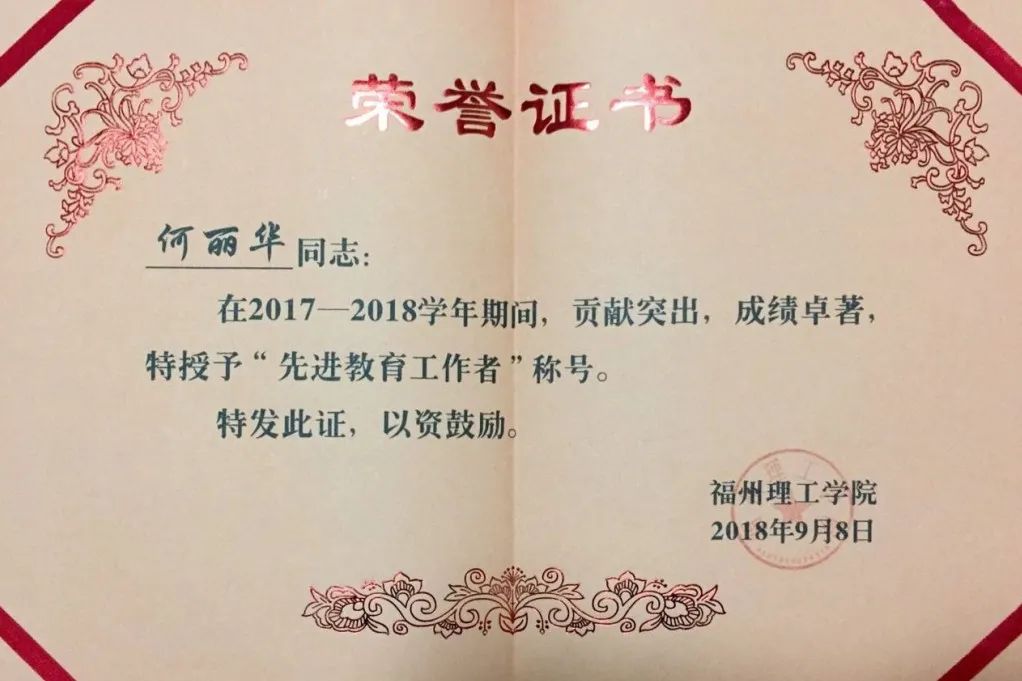 荣誉证书
何丽华同志：
在2017—2018学年期间，贡献突出，成绩卓著，
特授予“先进教育工作者”称号。
特发此证，以资鼓励。
福州理工学院
2018年9月8日